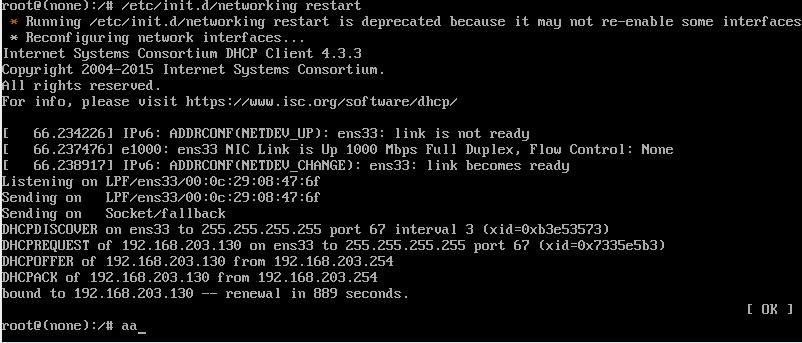 root@(none):/# /etc/init.d/networking restart
 * Running /etc/init.d/networking restart is deprecated because it may not re-enable some interfaces
 * Reconfiguring network interfaces...
Internet Systems Consortium DHCP Client 4.3.3
Copyright 2004-2015 Internet Systems Consortium.
All rights reserved.
For info, please visit https://www.isc.org/software/dhcp/
[   66.234226] IPv6: ADDRCONF(NETDEV_UP): ens33: link is not ready
[   66.237476] e1000: ens33 NIC Link is Up 1000 Mbps Full Duplex, Flow Control: None
[   66.238917] IPv6: ADDRCONF(NETDEV_CHANGE): ens33: link becomes ready
Listening on LPF/ens33/00:0c:29:08:47:6f
Sending on   LPF/ens33/00:0c:29:08:47:6f
Sending on   Socket/fallback
DHCPDISCOVER on ens33 to 255.255.255.255 port 67 interval 3 (xid=0xb3e53573)
DHCPREQUEST of 192.168.203.130 on ens33 to 255.255.255.255 port 67 (xid=0x7335e5b3)
DHCPOFFER of 192.168.203.130 from 192.168.203.254
DHCPACK of 192.168.203.130 from 192.168.203.254
bound to 192.168.203.130 -- renewal in 889 seconds.
[ OK ]
root@(none):/# aa_